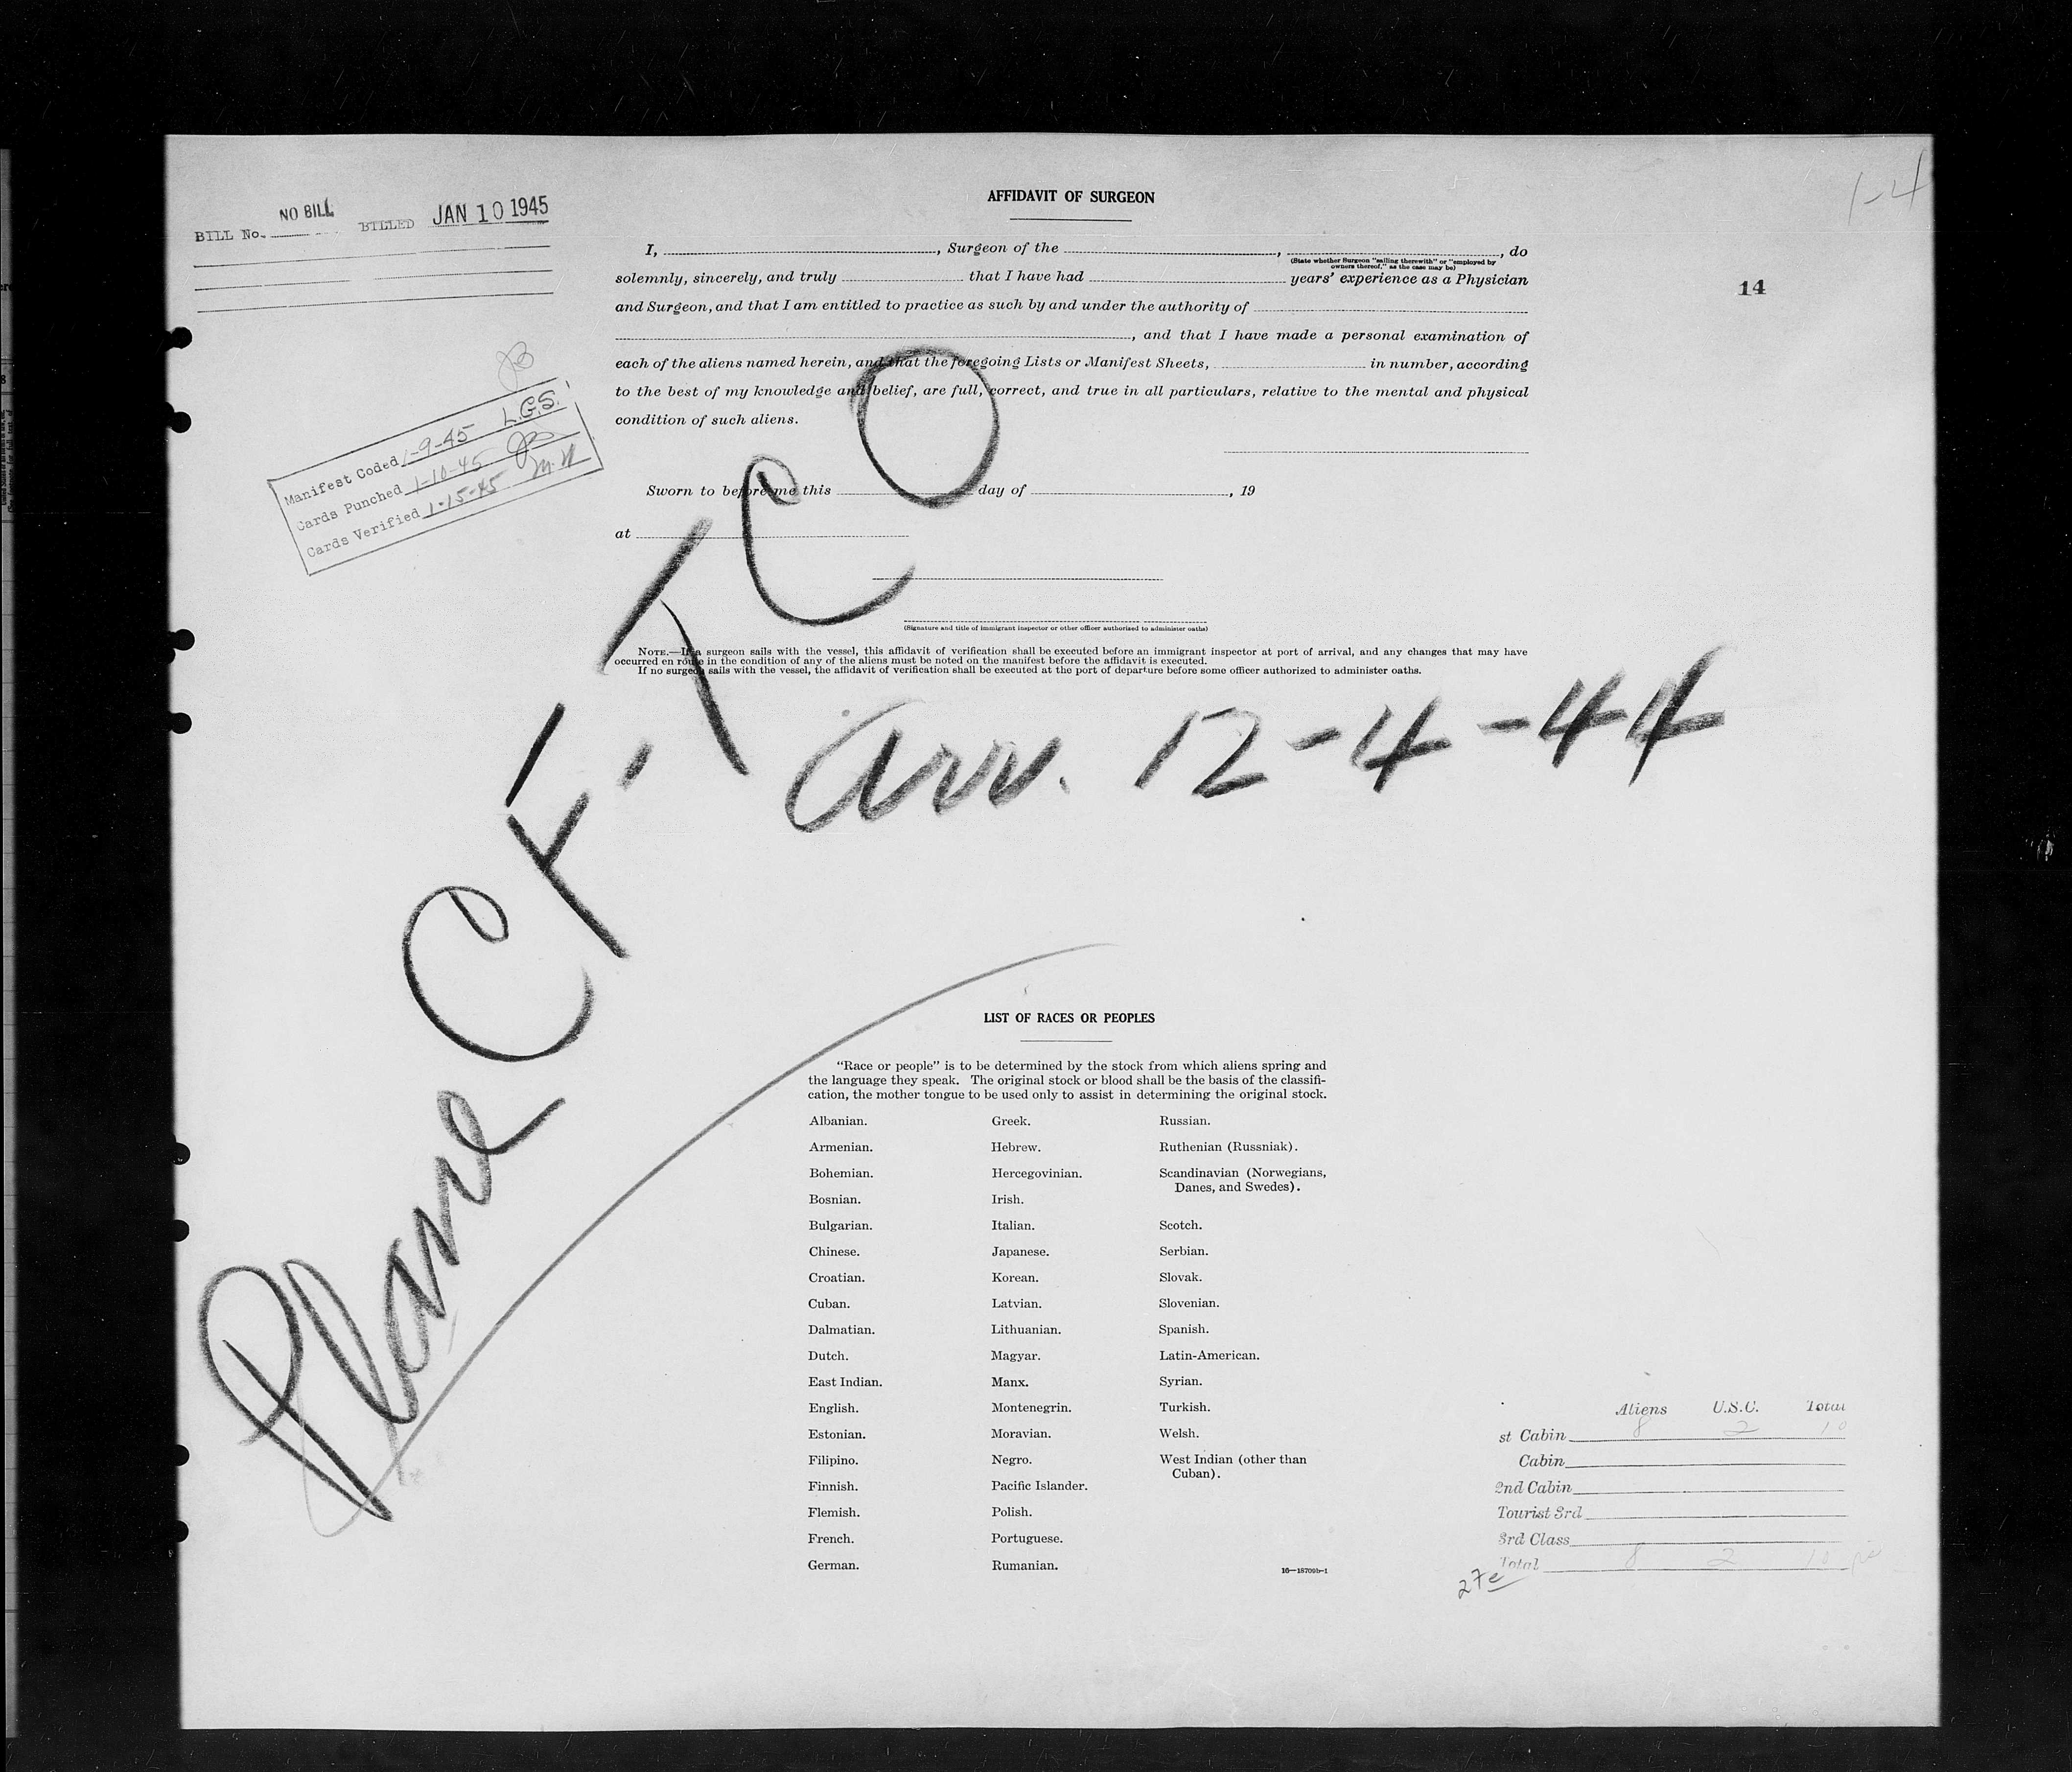 1-4
14
NO BILL
BILL No. BILLED JAN 10 1945
Manifest Coded 1-9-45 L.G.S.
Cards Punched 1-10-45
Cards Verified 1-15-45
AFFIDAVIT OF SURGEON
I, , Surgeon of the , , do
(State whether Surgeon "sailing therewith" or "employed by
owners thereof," as the case may be)
solemnly, sincerely, and truly that I have had years' experience as a Physician
and Surgeon, and that I am entitled to practice as such by and under the authority of
, and that I have made a personal examination of
each of the aliens named herein, and that the foregoing Lists or Manifest Sheets, in number, according
to the best of my knowledge and belief, are full, correct, and true in all particulars, relative to the mental and physical
condition of such aliens.
Sworn to before me this day of , 19
at
(Signature and title of immigrant inspector or other officer authorized to administer oaths)
NOTE.—If a surgeon sails with the vessel, this affidavit of verification shall be executed before an immigrant inspector at port of arrival, and any changes that may have
occurred en route in the condition of any of the aliens must be noted on the manifest before the affidavit is executed.
If no surgeon sails with the vessel, the affidavit of verification shall be executed at the port of departure before some officer authorized to administer oaths.
Plane CF-TCO
Arr. 12-4-44
LIST OF RACES OR PEOPLES
"Race or people" is to be determined by the stock from which aliens spring and
the language they speak. The original stock or blood shall be the basis of the classifi-
cation, the mother tongue to be used only to assist in determining the original stock.
Albanian.
Armenian.
Bohemian.
Bosnian.
Bulgarian.
Chinese.
Croatian.
Cuban.
Dalmatian.
Dutch.
East Indian.
English.
Estonian.
Filipino.
Finnish.
Flemish.
French.
German.
Greek.
Hebrew.
Hercegovinian.
Irish.
Italian.
Japanese.
Korean.
Latvian.
Lithuanian.
Magyar.
Manx.
Montenegrin.
Moravian.
Negro.
Pacific Islander.
Polish.
Portuguese.
Rumanian.
Russian.
Ruthenian (Russniak).
Scandinavian (Norwegians,
Danes, and Swedes).
Scotch.
Serbian.
Slovak.
Slovenian.
Spanish.
Latin-American.
Syrian.
Turkish.
Welsh.
West Indian (other than
Cuban).
16—18709b-1
Aliens U.S.C. Total
st Cabin 8 2 10
Cabin
2nd Cabin
Tourist 3rd
3rd Class
Total 8 2 10
27e